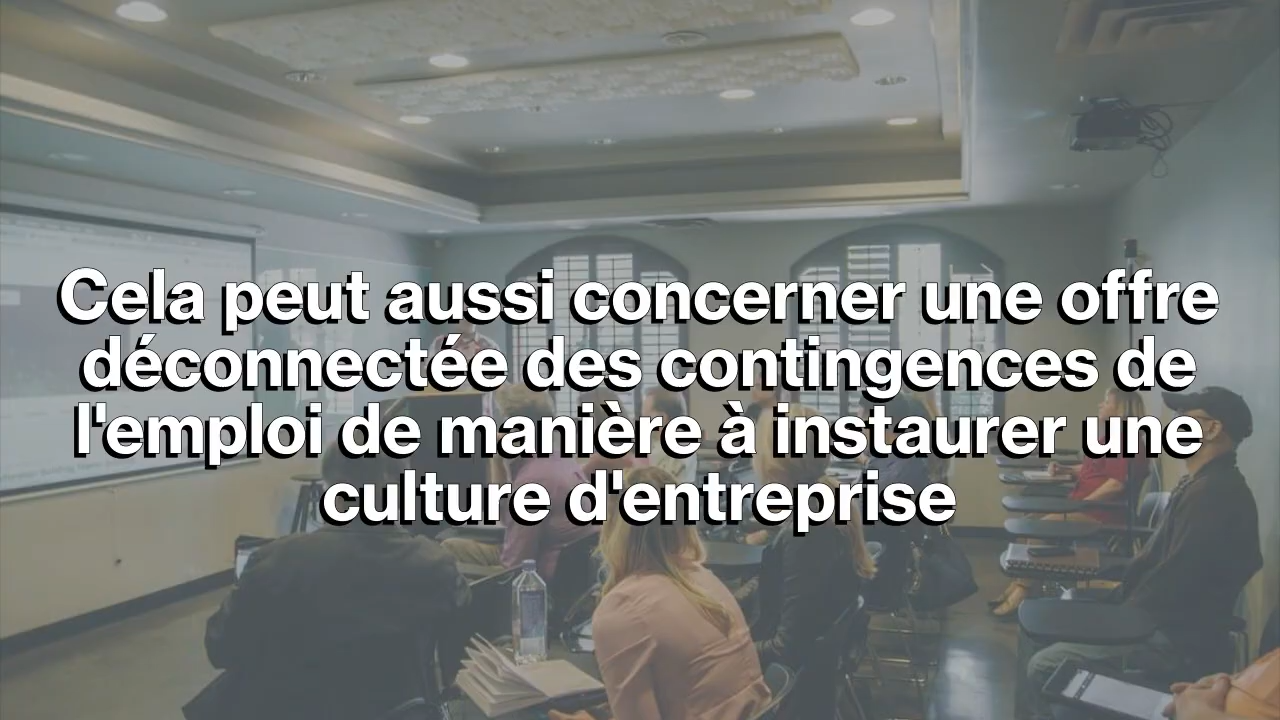 Cela peut aussi concerner une offre
déconnectée des contingences de
l'emploi de manière à instaurer une
culture d'entreprise